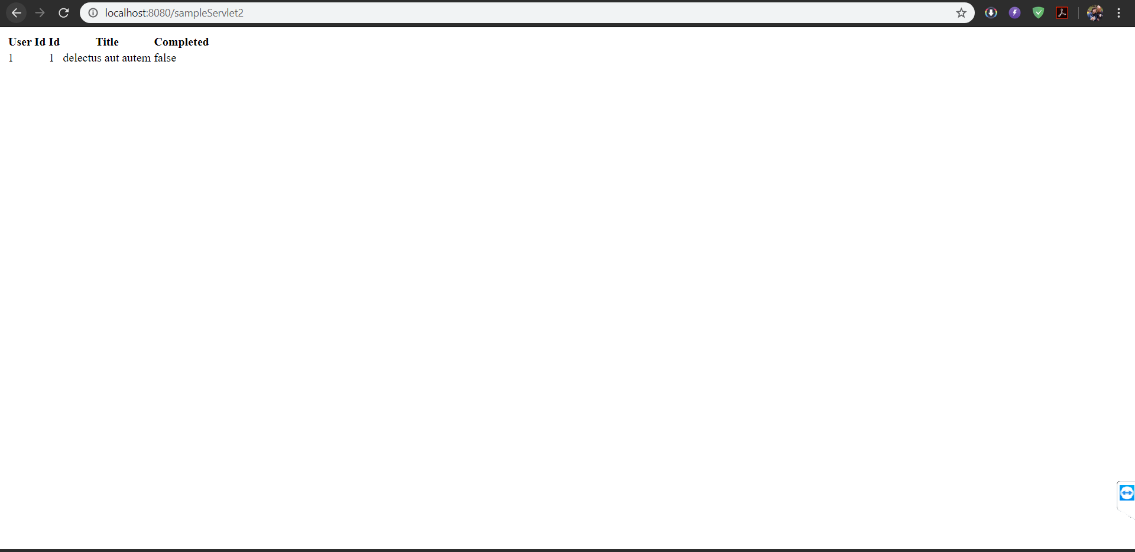 localhost:8080/sampleServlet2
User Id Id Title Completed
1 1 delectus aut autem false